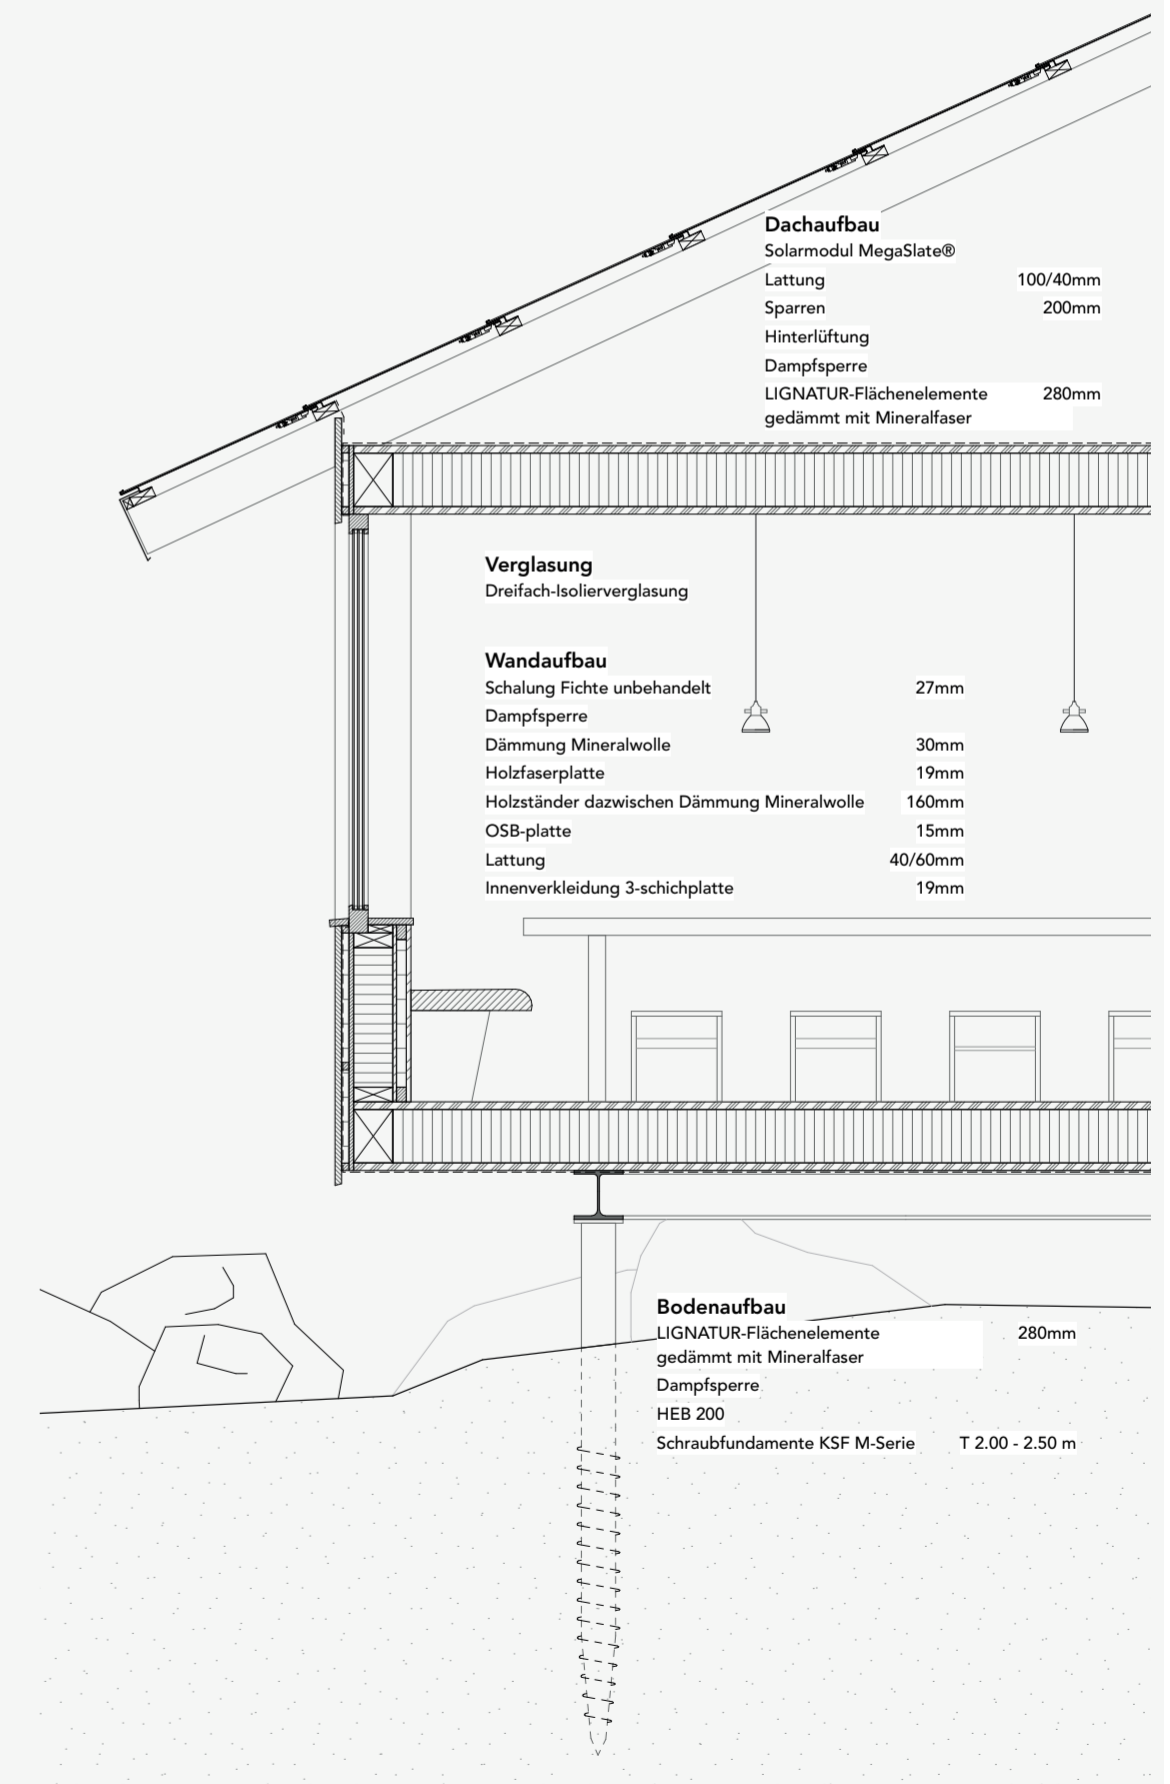 Dachaufbau
Solarmodul MegaSlate®
Lattung 100/40mm
Sparren 200mm
Hinterlüftung
Dampfsperre
LIGNATUR-Flächenelemente 280mm
gedämmt mit Mineralfaser
Verglasung
Dreifach-Isolierverglasung
Wandaufbau
Schalung Fichte unbehandelt 27mm
Dampfsperre
Dämmung Mineralwolle 30mm
Holzfaserplatte 19mm
Holzständer dazwischen Dämmung Mineralwolle 160mm
OSB-platte 15mm
Lattung 40/60mm
Innenverkleidung 3-schichplatte 19mm
Bodenaufbau
LIGNATUR-Flächenelemente 280mm
gedämmt mit Mineralfaser
Dampfsperre
HEB 200
Schraubfundamente KSF M-Serie T 2.00 - 2.50 m